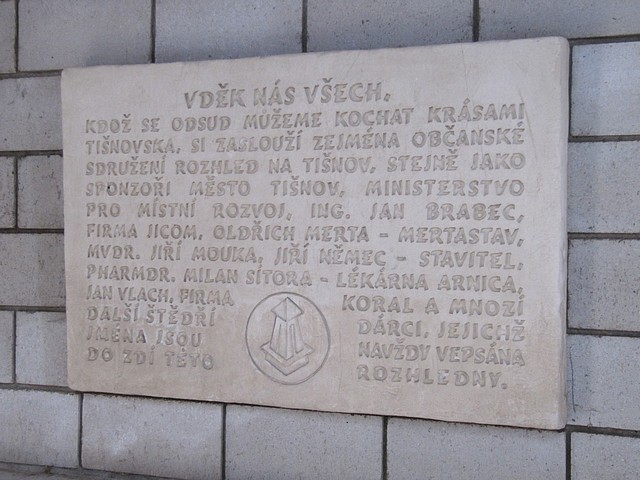 VDĚK NÁS VŠECH,
KDOŽ SE ODSUD MŮŽEME KOCHAT KRÁSAMI
TIŠNOVSKA, SI ZASLOUŽÍ ZEJMÉNA OBČANSKÉ
SDRUŽENÍ ROZHLED NA TIŠNOV, STEJNĚ JAKO
SPONZOŘI MĚSTO TIŠNOV, MINISTERSTVO
PRO MÍSTNÍ ROZVOJ, ING. JAN BRABEC,
FIRMA JICOM, OLDŘICH MERTA - MERTASTAV,
MVDR. JIŘÍ MOUKA, JIŘÍ NĚMEC - STAVITEL,
PHARMDR. MILAN SÍTORA - LÉKÁRNA ARNICA,
JAN VLACH, FIRMA KORAL A MNOZÍ
DALŠÍ ŠTĚDŘÍ DÁRCI, JEJICHŽ
JMÉNA JSOU NAVŽDY VEPSÁNA
DO ZDÍ TÉTO ROZHLEDNY.